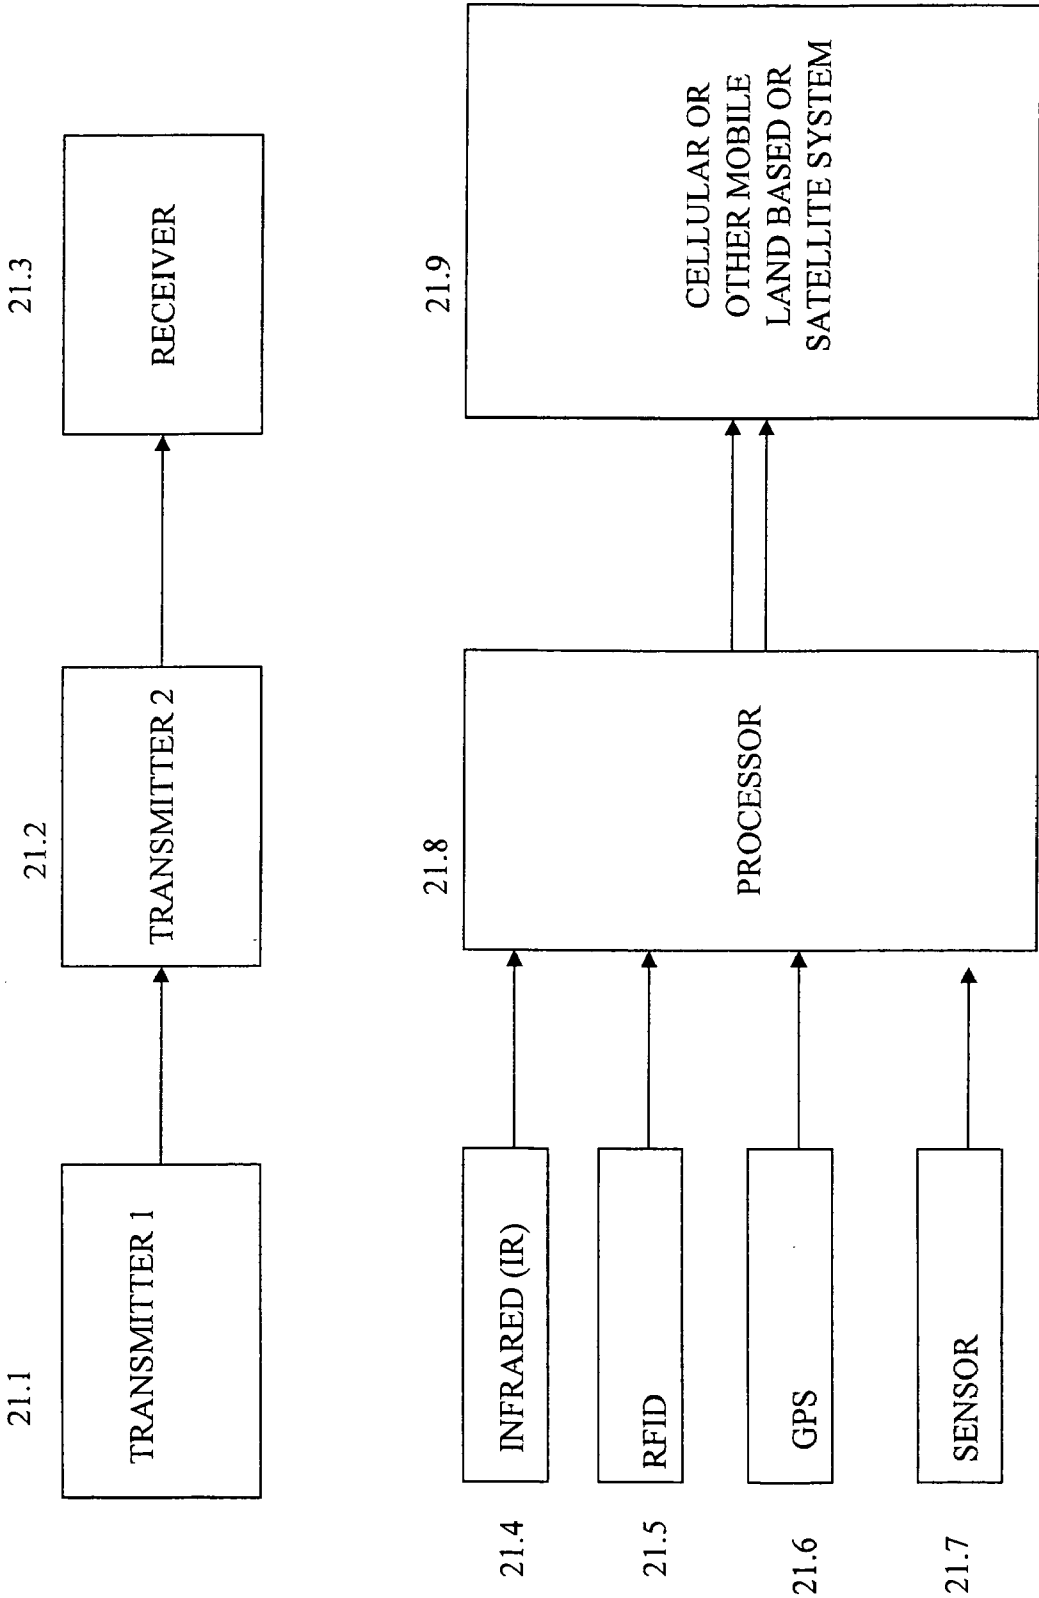 21.1
TRANSMITTER 1
21.2
TRANSMITTER 2
21.3
RECEIVER
21.4
INFRARED (IR)
21.5
RFID
21.6
GPS
21.7
SENSOR
21.8
PROCESSOR
21.9
CELLULAR OR
OTHER MOBILE
LAND BASED OR
SATELLITE SYSTEM